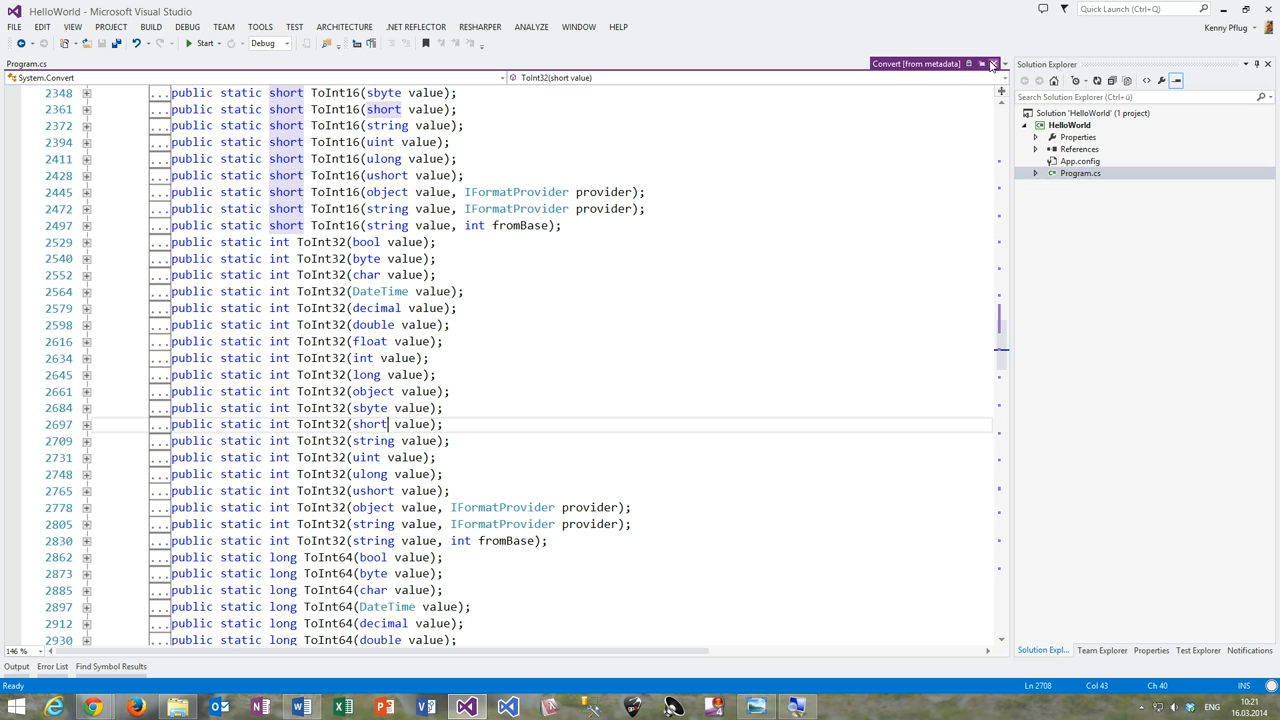 HelloWorld - Microsoft Visual Studio
Quick Launch (Ctrl+Q)
FILE EDIT VIEW PROJECT BUILD DEBUG TEAM TOOLS TEST ARCHITECTURE .NET REFLECTOR RESHARPER ANALYZE WINDOW HELP
Kenny Pflug
Start Debug
Program.cs
Convert [from metadata]
System.Convert
ToInt32(short value)
2348 ...public static short ToInt16(sbyte value);
2361 ...public static short ToInt16(short value);
2372 ...public static short ToInt16(string value);
2394 ...public static short ToInt16(uint value);
2411 ...public static short ToInt16(ulong value);
2428 ...public static short ToInt16(ushort value);
2445 ...public static short ToInt16(object value, IFormatProvider provider);
2472 ...public static short ToInt16(string value, IFormatProvider provider);
2497 ...public static short ToInt16(string value, int fromBase);
2529 ...public static int ToInt32(bool value);
2540 ...public static int ToInt32(byte value);
2552 ...public static int ToInt32(char value);
2564 ...public static int ToInt32(DateTime value);
2579 ...public static int ToInt32(decimal value);
2598 ...public static int ToInt32(double value);
2616 ...public static int ToInt32(float value);
2634 ...public static int ToInt32(int value);
2645 ...public static int ToInt32(long value);
2661 ...public static int ToInt32(object value);
2684 ...public static int ToInt32(sbyte value);
2697 ...public static int ToInt32(short value);
2709 ...public static int ToInt32(string value);
2731 ...public static int ToInt32(uint value);
2748 ...public static int ToInt32(ulong value);
2765 ...public static int ToInt32(ushort value);
2778 ...public static int ToInt32(object value, IFormatProvider provider);
2805 ...public static int ToInt32(string value, IFormatProvider provider);
2830 ...public static int ToInt32(string value, int fromBase);
2862 ...public static long ToInt64(bool value);
2873 ...public static long ToInt64(byte value);
2885 ...public static long ToInt64(char value);
2897 ...public static long ToInt64(DateTime value);
2912 ...public static long ToInt64(decimal value);
2930 ...public static long ToInt64(double value);
146 %
Solution Explorer
Search Solution Explorer (Ctrl+ü)
Solution 'HelloWorld' (1 project)
HelloWorld
Properties
References
App.config
Program.cs
Solution Expl... Team Explorer Properties Test Explorer Notifications
Output Error List Find Symbol Results
Ready
Ln 2708 Col 43 Ch 40 INS
ENG
10:21
16.03.2014